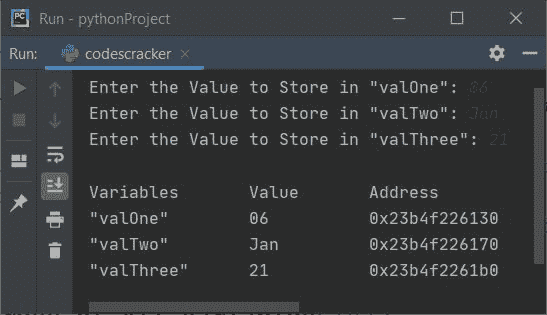 Run - pythonProject
Run: codescracker
Enter the Value to Store in "valOne": 06
Enter the Value to Store in "valTwo": Jan
Enter the Value to Store in "valThree": 21
Variables Value Address
"valOne" 06 0x23b4f226130
"valTwo" Jan 0x23b4f226170
"valThree" 21 0x23b4f2261b0